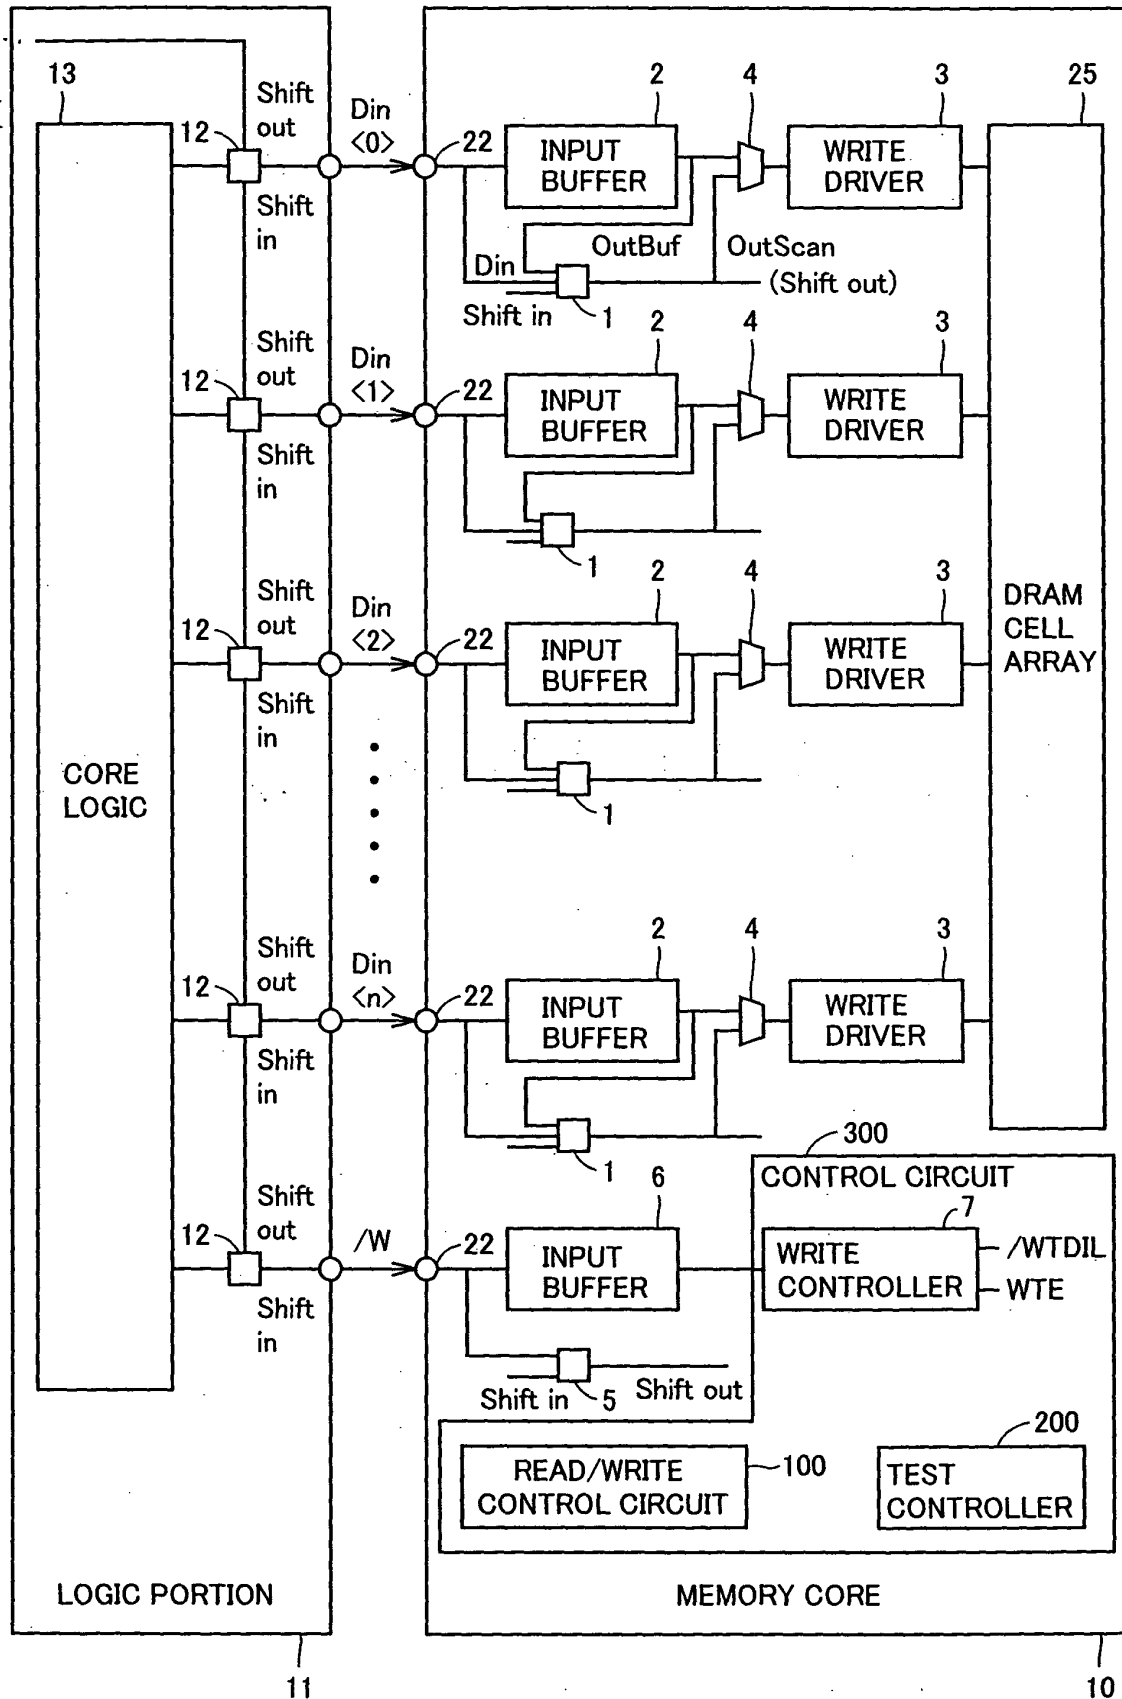 13
Shift
out
12
Shift
in
Din
<0>
22
2
INPUT
BUFFER
4
3
WRITE
DRIVER
25
OutBuf
OutScan
(Shift out)
Din
Shift in
1
Shift
out
12
Shift
in
Din
<1>
22
2
INPUT
BUFFER
4
3
WRITE
DRIVER
1
Shift
out
12
Shift
in
Din
<2>
22
2
INPUT
BUFFER
4
3
WRITE
DRIVER
1
DRAM
CELL
ARRAY
CORE
LOGIC
Shift
out
12
Shift
in
Din
<n>
22
2
INPUT
BUFFER
4
3
WRITE
DRIVER
1
Shift
out
12
Shift
in
/W
22
6
INPUT
BUFFER
300
CONTROL CIRCUIT
7
WRITE
CONTROLLER
/WTDIL
WTE
Shift in
5
Shift out
READ/WRITE
CONTROL CIRCUIT
100
200
TEST
CONTROLLER
LOGIC PORTION
MEMORY CORE
11
10